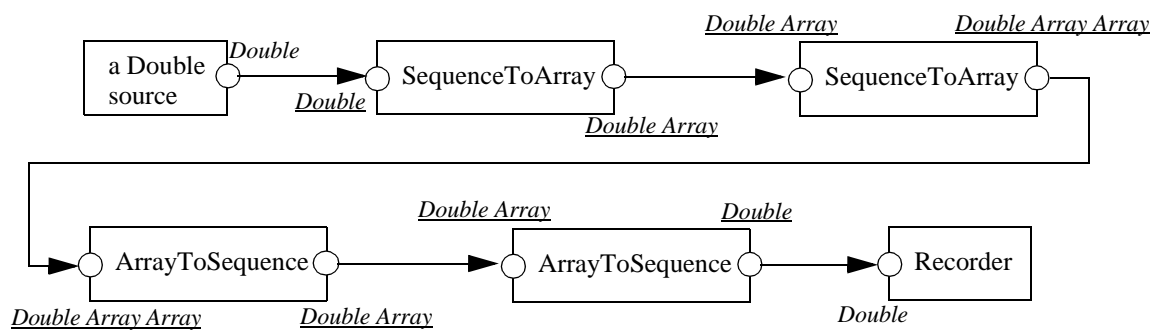 Double Array
Double Array Array
Double
a Double
source
SequenceToArray
SequenceToArray
Double
Double Array
Double Array
Double
ArrayToSequence
ArrayToSequence
Recorder
Double Array Array
Double Array
Double